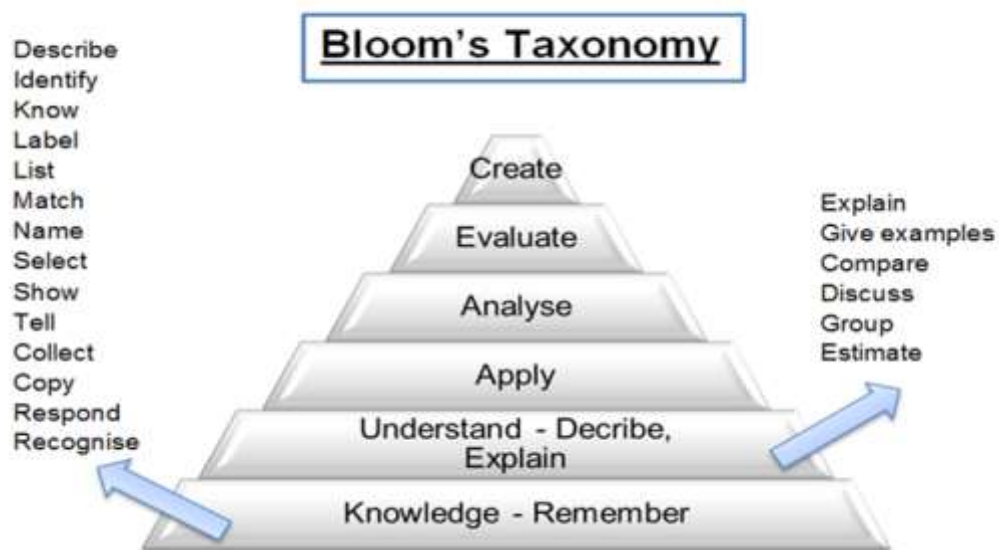 Bloom's Taxonomy
Describe
Identify
Know
Label
List
Match
Name
Select
Show
Tell
Collect
Copy
Respond
Recognise
Create
Evaluate
Analyse
Apply
Understand - Decribe,
Explain
Knowledge - Remember
Explain
Give examples
Compare
Discuss
Group
Estimate